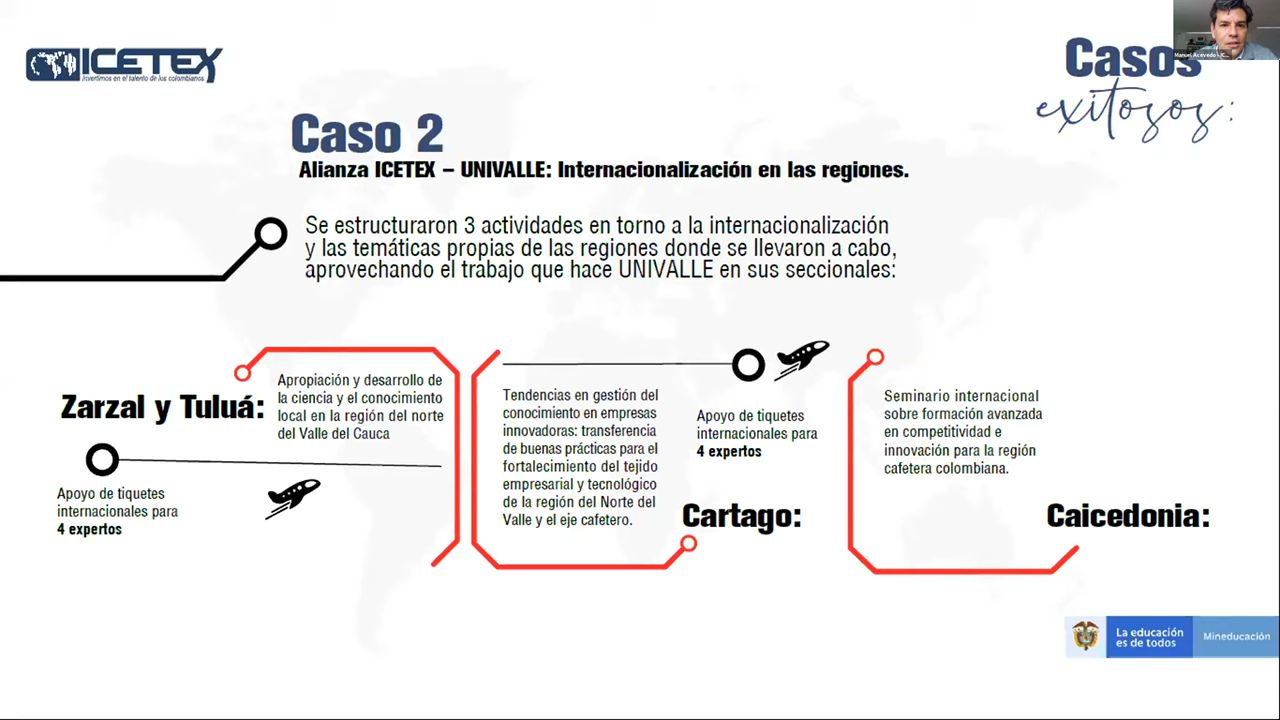 ICETEX
Invertimos en el talento de los colombianos
Casos
exitosos:
Manuel Acevedo
Caso 2
Alianza ICETEX – UNIVALLE: Internacionalización en las regiones.
Se estructuraron 3 actividades en torno a la internacionalización
y las temáticas propias de las regiones donde se llevaron a cabo,
aprovechando el trabajo que hace UNIVALLE en sus seccionales:
Zarzal y Tuluá:
Apropiación y desarrollo de
la ciencia y el conocimiento
local en la región del norte
del Valle del Cauca
Apoyo de tiquetes
internacionales para
4 expertos
Tendencias en gestión del
conocimiento en empresas
innovadoras: transferencia
de buenas prácticas para el
fortalecimiento del tejido
empresarial y tecnológico
de la región del Norte del
Valle y el eje cafetero.
Apoyo de tiquetes
internacionales para
4 expertos
Cartago:
Seminario internacional
sobre formación avanzada
en competitividad e
innovación para la región
cafetera colombiana.
Caicedonia:
La educación
es de todos
Mineducación